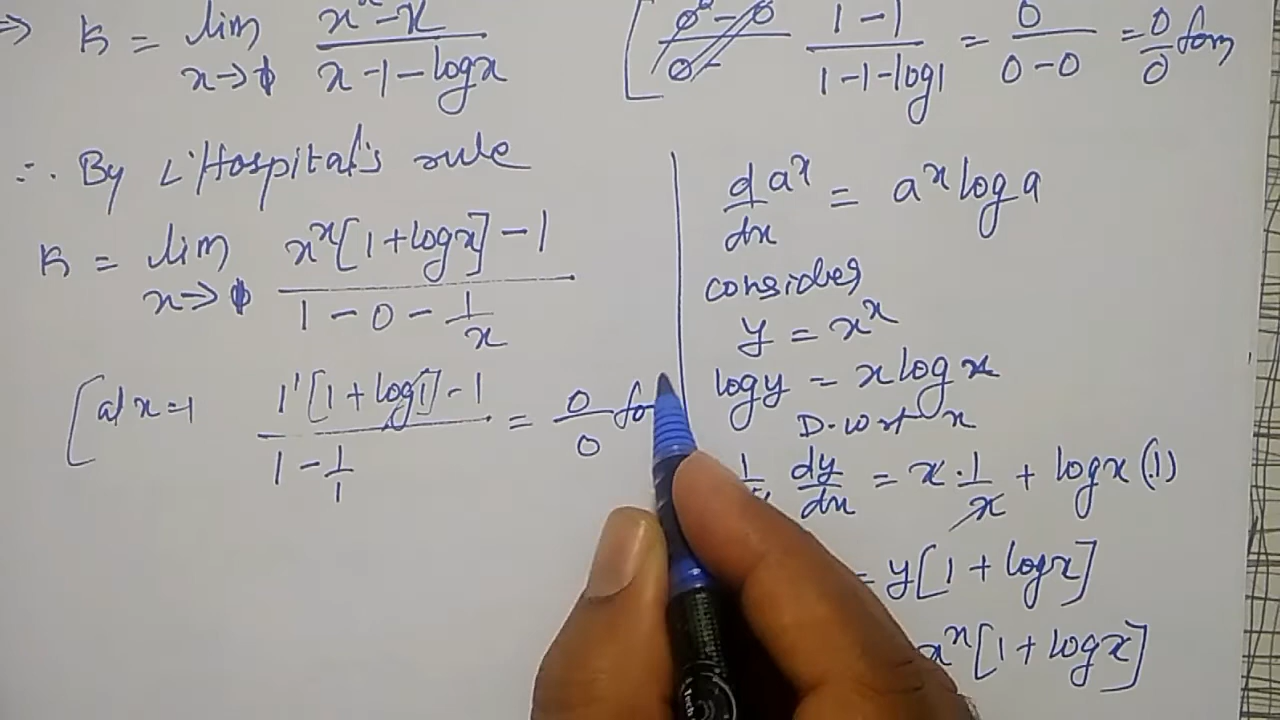 ⇒ K = lim x→1 (x^x - x)/(x - 1 - log x)
[ (1 - 1)/(1 - 1 - log 1) = 0/(0 - 0) = 0/0 form
∴ By L'Hospital's rule
K = lim x→1 (x^x[1 + log x] - 1)/(1 - 0 - 1/x)
[ at x = 1 (1^1[1 + log 1] - 1)/(1 - 1/1) = 0/0
d/dx a^x = a^x log a
consider
y = x^x
log y = x log x
D. w.r.t x
dy/dx = x · 1/x + log x (1)
= y[1 + log x]
x^x[1 + log x]